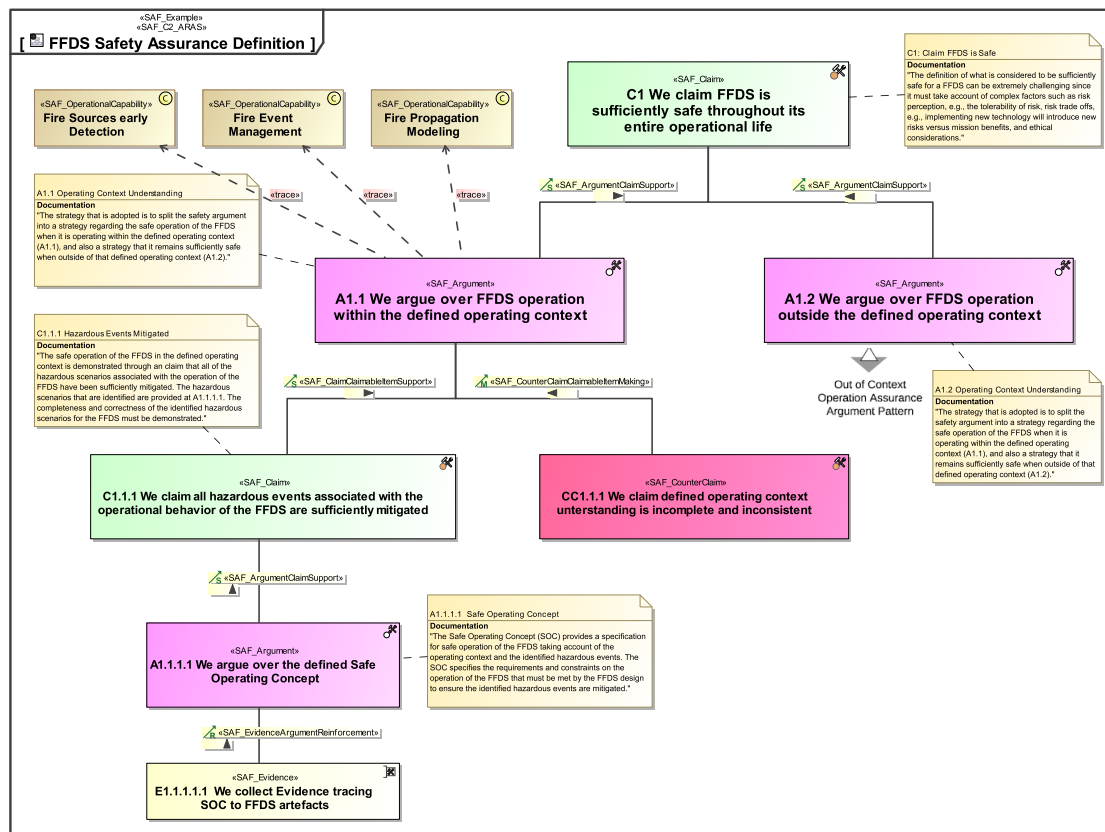 «SAF_Example»
«SAF_C2_ARAS»
[ FFDS Safety Assurance Definition ]
C1: Claim FFDS is Safe
Documentation
"The definition of what is considered to be sufficiently
safe for a FFDS can be extremely challenging since
it must take account of complex factors such as risk
perception, e.g., the tolerability of risk, risk trade offs,
e.g., implementing new technology will introduce new
risks versus mission benefits, and ethical
considerations."
«SAF_Claim»
C1 We claim FFDS is
sufficiently safe throughout its
entire operational life
«SAF_OperationalCapability»
Fire Sources early
Detection
C
«SAF_OperationalCapability»
Fire Event
Management
C
«SAF_OperationalCapability»
Fire Propagation
Modeling
C
«trace»
«trace»
«trace»
S «SAF_ArgumentClaimSupport»
S «SAF_ArgumentClaimSupport»
A1.1 Operating Context Understanding
Documentation
"The strategy that is adopted is to split the safety argument
into a strategy regarding the safe operation of the FFDS
when it is operating within the defined operating context
(A1.1), and also a strategy that it remains sufficiently safe
when outside of that defined operating context (A1.2)."
«SAF_Argument»
A1.1 We argue over FFDS operation
within the defined operating context
«SAF_Argument»
A1.2 We argue over FFDS operation
outside the defined operating context
C1.1.1 Hazardous Events Mitigated
Documentation
"The safe operation of the FFDS in the defined operating
context is demonstrated through an claim that all of the
hazardous scenarios associated with the operation of the
FFDS have been sufficiently mitigated. The hazardous
scenarios that are identified are provided at A1.1.1.1. The
completeness and correctness of the identified hazardous
scenarios for the FFDS must be demonstrated."
S «SAF_ClaimClaimableItemSupport»
M «SAF_CounterClaimClaimableItemMaking»
Out of Context
Operation Assurance
Argument Pattern
A1.2 Operating Context Understanding
Documentation
"The strategy that is adopted is to split the
safety argument into a strategy regarding the
safe operation of the FFDS when it is
operating within the defined operating
context (A1.1), and also a strategy that it
remains sufficiently safe when outside of that
defined operating context (A1.2)."
«SAF_Claim»
C1.1.1 We claim all hazardous events associated with the
operational behavior of the FFDS are sufficiently mitigated
«SAF_CounterClaim»
CC1.1.1 We claim defined operating context
unterstanding is incomplete and inconsistent
S «SAF_ArgumentClaimSupport»
«SAF_Argument»
A1.1.1.1 We argue over the defined Safe
Operating Concept
A1.1.1.1 Safe Operating Concept
Documentation
"The Safe Operating Concept (SOC) provides a specification
for safe operation of the FFDS taking account of the
operating context and the identified hazardous events. The
SOC specifies the requirements and constraints on the
operation of the FFDS that must be met by the FFDS design
to ensure the identified hazardous events are mitigated."
R «SAF_EvidenceArgumentReinforcement»
«SAF_Evidence»
E1.1.1.1.1 We collect Evidence tracing
SOC to FFDS artefacts